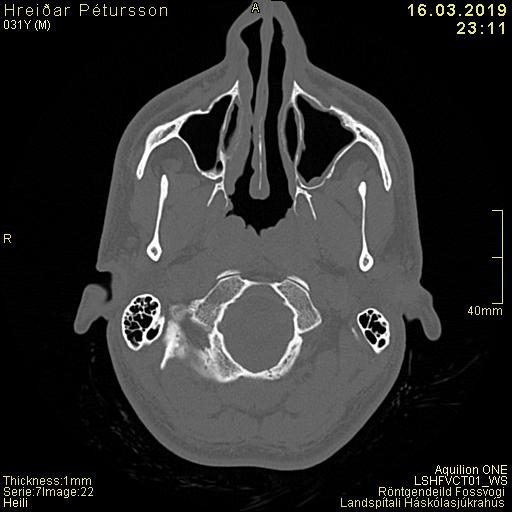 Hreiðar Pétursson
031Y (M)
A
16.03.2019
23:11
R
40mm
Thickness:1mm
Serie:7Image:22
Heili
Aquilion ONE
LSHFVCT01_WS
Röntgendeild Fossvogi
Landspítali Háskólasjúkrahús